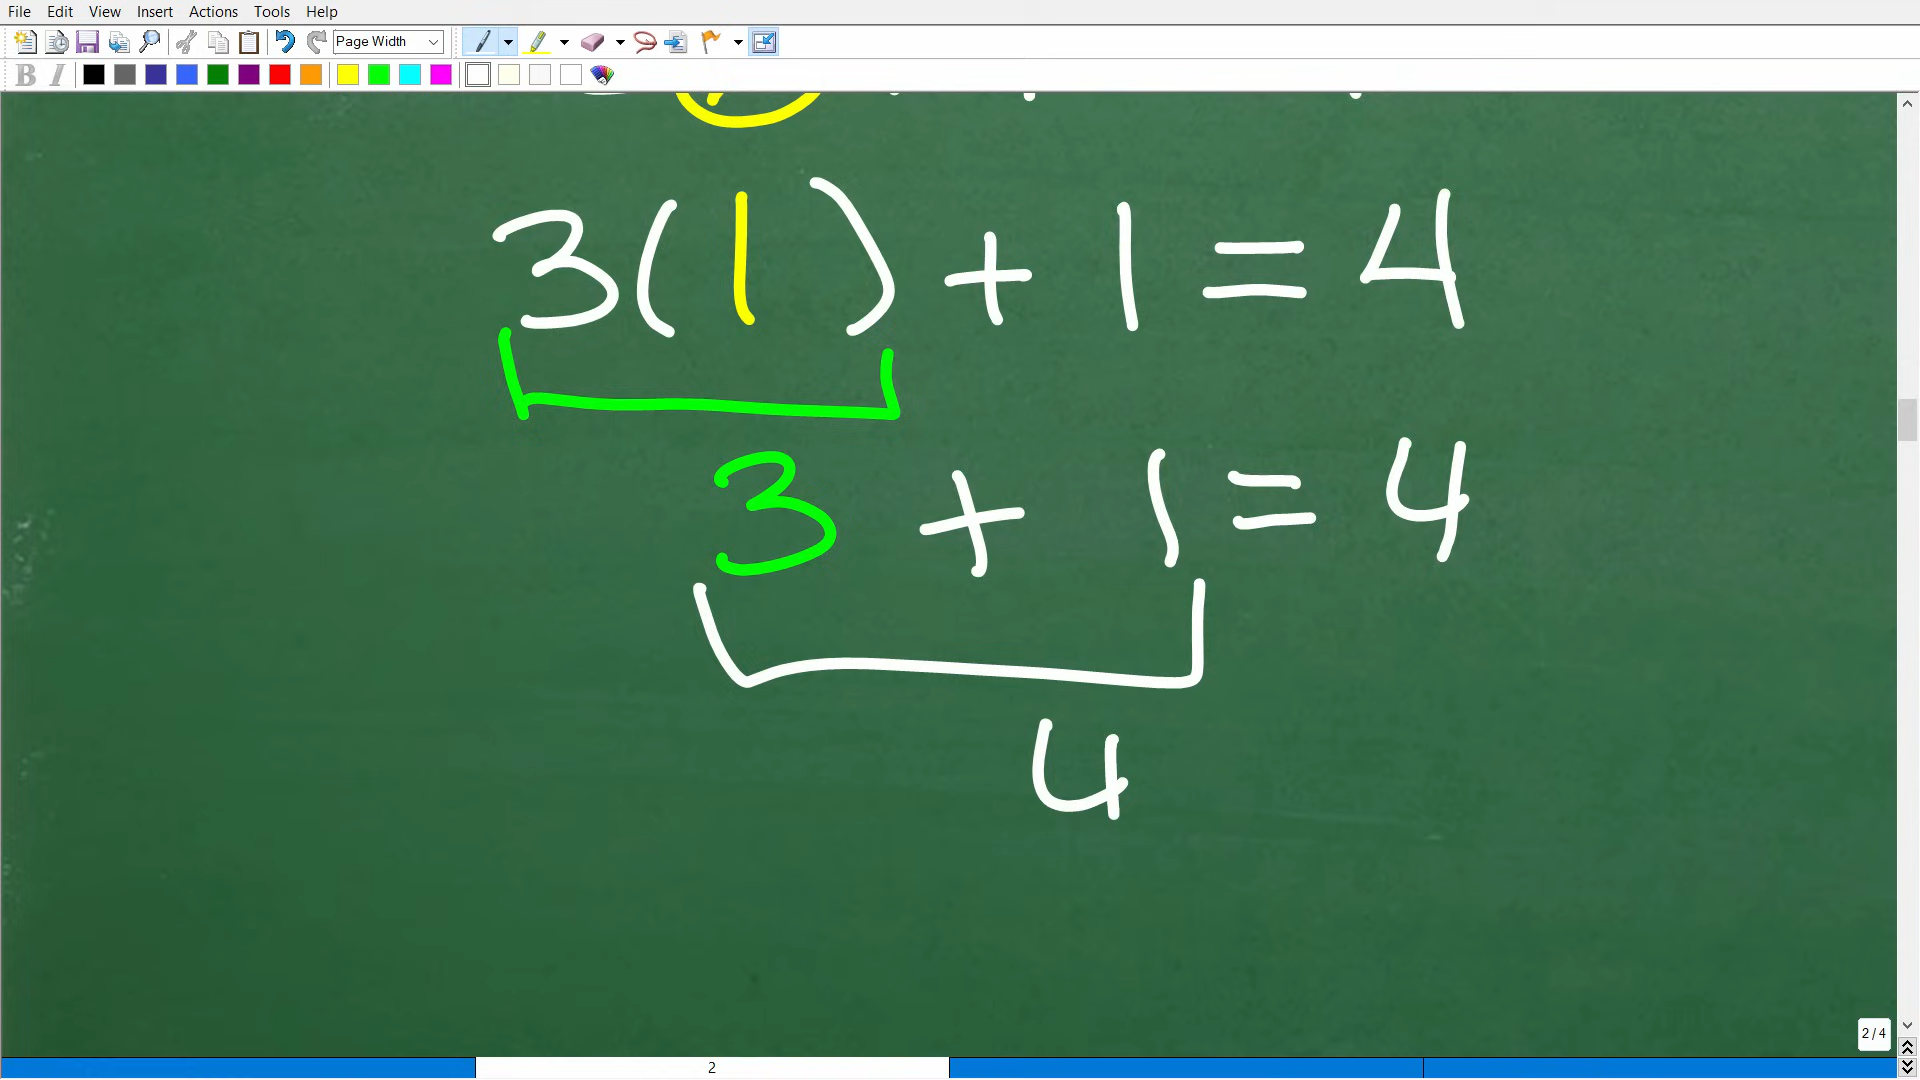 File Edit View Insert Actions Tools Help
Page Width
B I
3(1) + 1 = 4
3 + 1 = 4
4
2 / 4
2